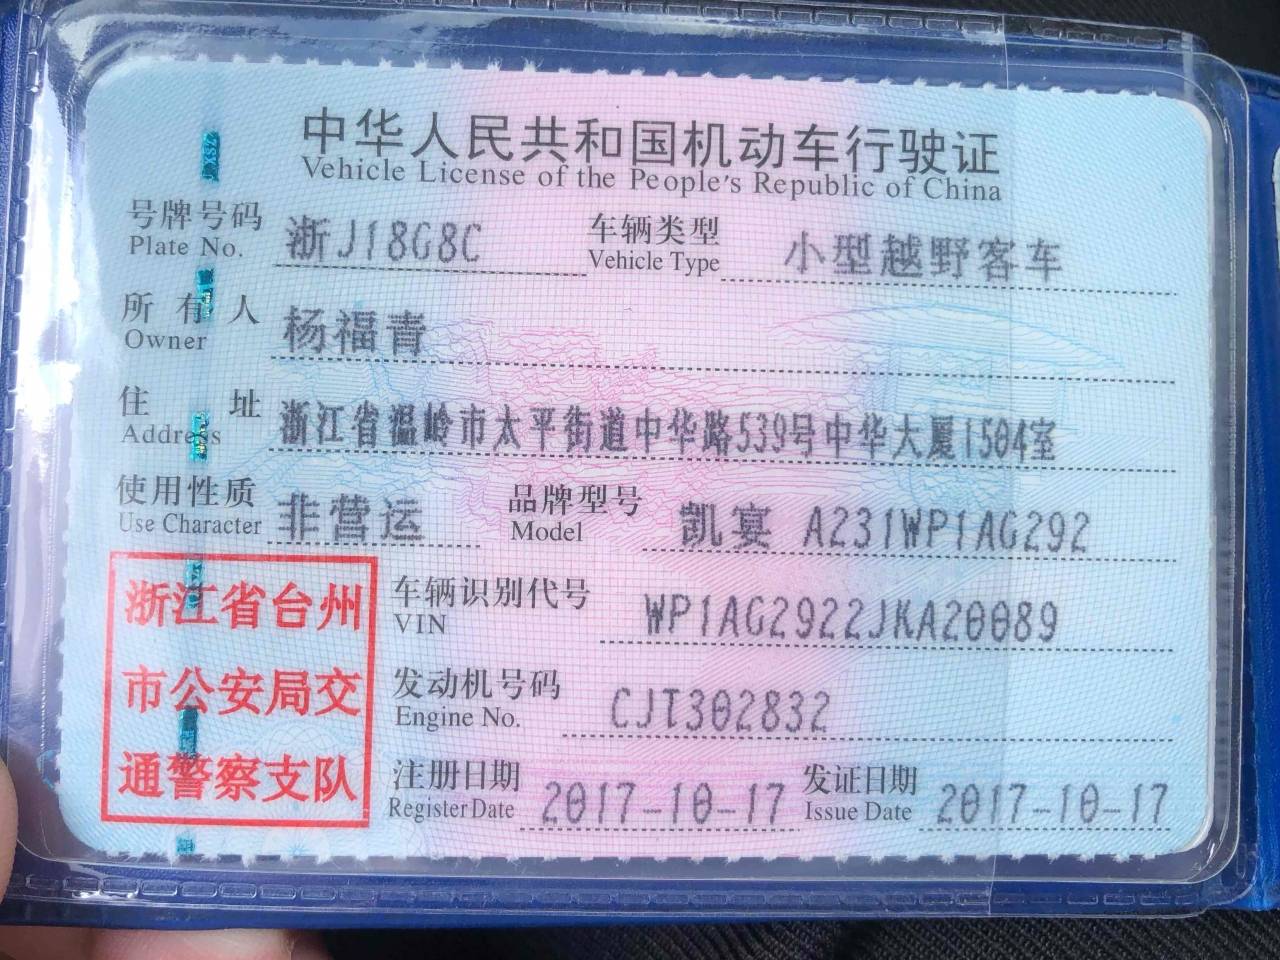 中华人民共和国机动车行驶证
Vehicle License of the People's Republic of China
号牌号码 浙J18G8C 车辆类型 小型越野客车
Plate No. Vehicle Type
所有人 杨福青
Owner
住址 浙江省温岭市太平街道中华路539号中华大厦1504室
Address
使用性质 非营运 品牌型号 凯宴 A231WP1AG292
Use Character Model
浙江省台州
市公安局交
通警察支队
车辆识别代号 WP1AG2922JKA20089
VIN
发动机号码 CJT302832
Engine No.
注册日期 2017-10-17 发证日期 2017-10-17
Register Date Issue Date